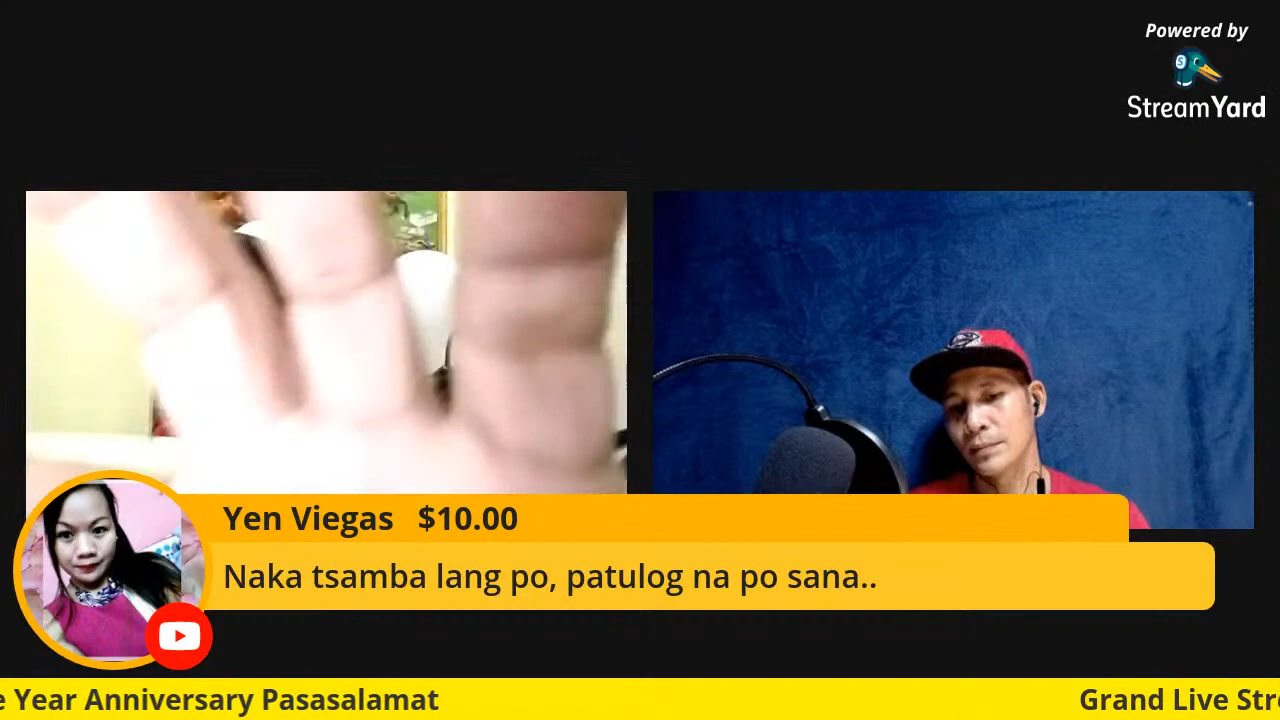 Powered by
StreamYard
Yen Viegas $10.00
Naka tsamba lang po, patulog na po sana..
e Year Anniversary Pasasalamat
Grand Live Stre